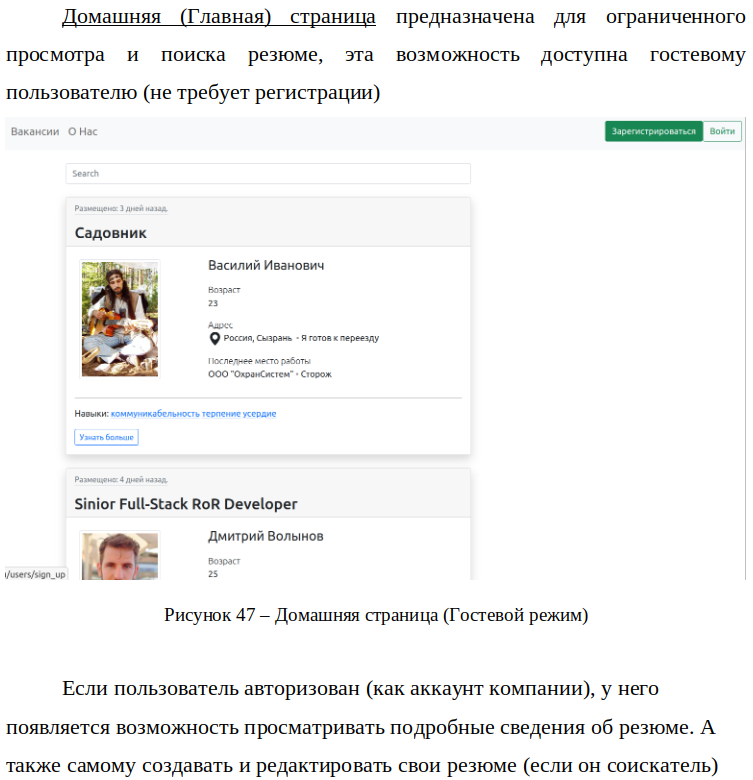 Домашняя (Главная) страница предназначена для ограниченного
просмотра и поиска резюме, эта возможность доступна гостевому
пользователю (не требует регистрации)
Вакансии О Нас
Зарегистрироваться Войти
Search
Размещено: 3 дней назад.
Садовник
Василий Иванович
Возраст
23
Адрес
Россия, Сызрань · Я готов к переезду
Последнее место работы
ООО "ОхранСистем" · Сторож
Навыки: коммуникабельность терпение усердие
Узнать больше
Размещено: 4 дней назад.
Sinior Full-Stack RoR Developer
Дмитрий Волынов
Возраст
25
/users/sign_up
Рисунок 47 – Домашняя страница (Гостевой режим)
Если пользователь авторизован (как аккаунт компании), у него
появляется возможность просматривать подробные сведения об резюме. А
также самому создавать и редактировать свои резюме (если он соискатель)